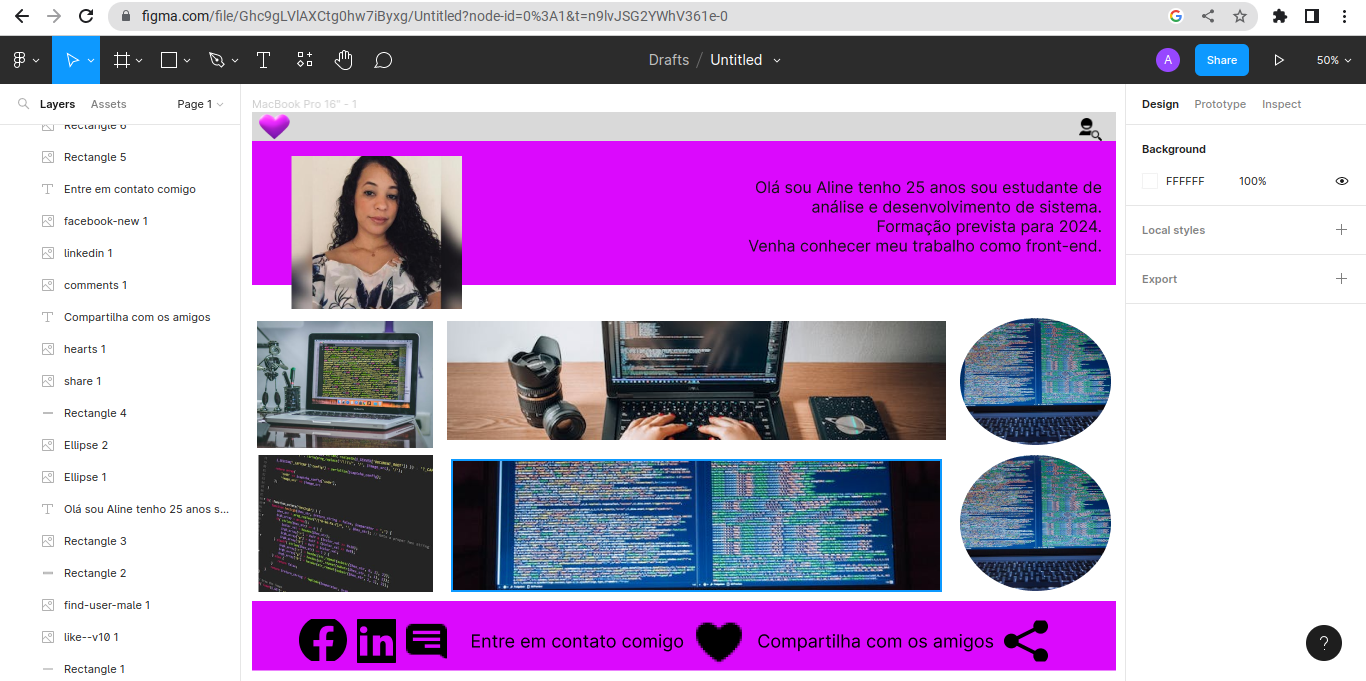 figma.com/file/Ghc9gLVlAXCtg0hw7iByxg/Untitled?node-id=0%3A1&t=n9lvJSG2YWhV361e-0
Drafts / Untitled
A
Share
50%
Layers Assets Page 1
MacBook Pro 16" - 1
Design Prototype Inspect
Rectangle 6
Rectangle 5
Entre em contato comigo
facebook-new 1
linkedin 1
comments 1
Compartilha com os amigos
hearts 1
share 1
Rectangle 4
Ellipse 2
Ellipse 1
Olá sou Aline tenho 25 anos s...
Rectangle 3
Rectangle 2
find-user-male 1
like--v10 1
Rectangle 1
Olá sou Aline tenho 25 anos sou estudante de
análise e desenvolvimento de sistema.
Formação prevista para 2024.
Venha conhecer meu trabalho como front-end.
in
Entre em contato comigo
Compartilha com os amigos
Background
FFFFFF 100%
Local styles
Export
?